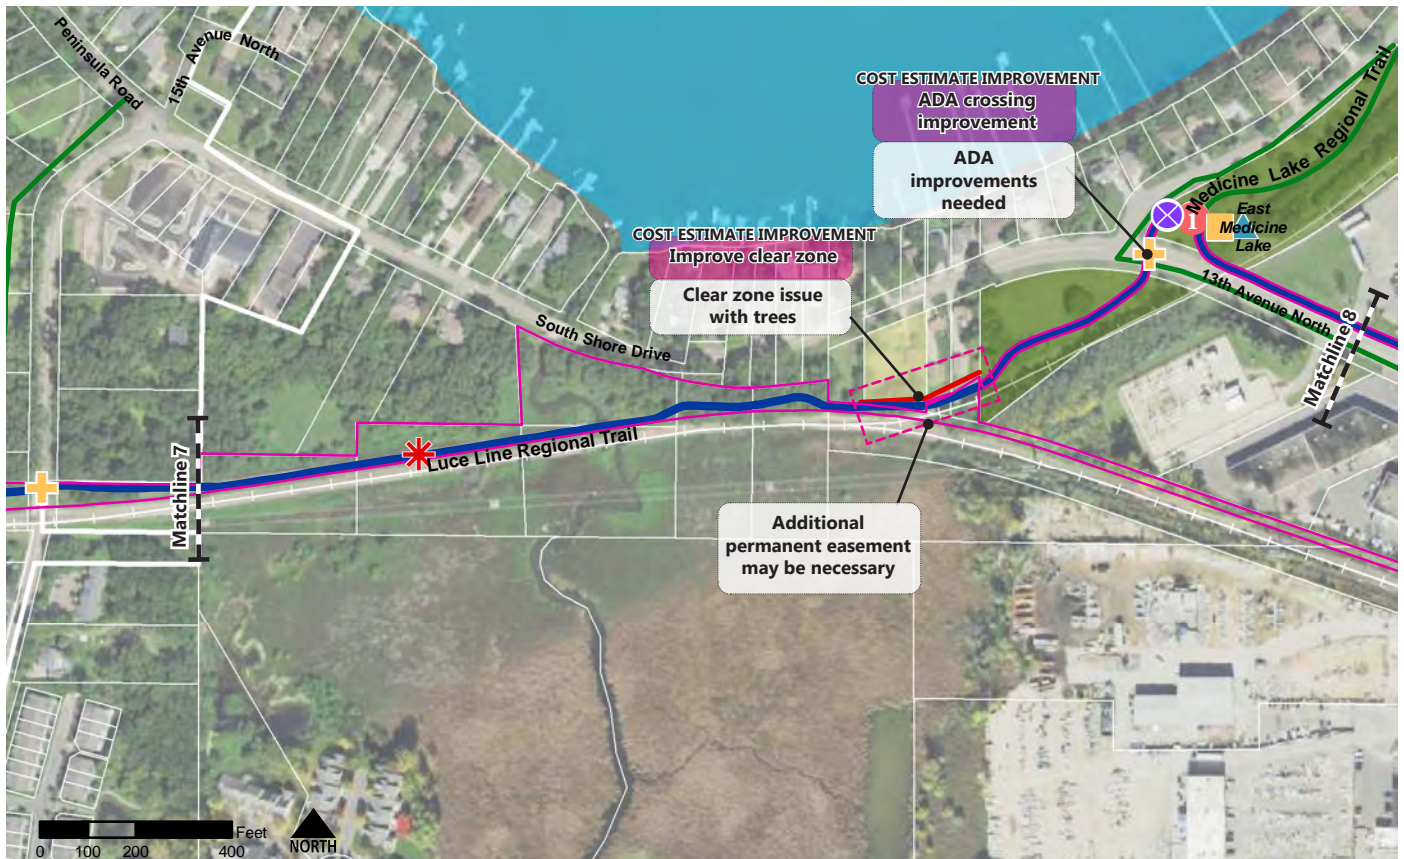 Peninsula Road
15th Avenue North
COST ESTIMATE IMPROVEMENT
ADA crossing
improvement
ADA
improvements
needed
Medicine Lake Regional Trail
1
East
Medicine
Lake
COST ESTIMATE IMPROVEMENT
Improve clear zone
Clear zone issue
with trees
13th Avenue North
Matchline 8
South Shore Drive
Luce Line Regional Trail
Matchline 7
Additional
permanent easement
may be necessary
Feet
0 100 200 400
NORTH